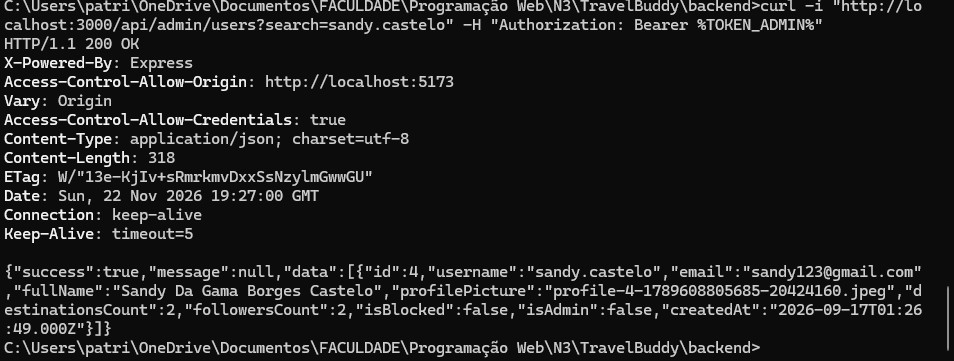 C:\Users\patri\OneDrive\Documentos\FACULDADE\Programação Web\N3\TravelBuddy\backend>curl -i "http://lo
calhost:3000/api/admin/users?search=sandy.castelo" -H "Authorization: Bearer %TOKEN_ADMIN%"
HTTP/1.1 200 OK
X-Powered-By: Express
Access-Control-Allow-Origin: http://localhost:5173
Vary: Origin
Access-Control-Allow-Credentials: true
Content-Type: application/json; charset=utf-8
Content-Length: 318
ETag: W/"13e-KjIv+sRmrkmvDxxSsNzylmGwwGU"
Date: Sun, 22 Nov 2026 19:27:00 GMT
Connection: keep-alive
Keep-Alive: timeout=5

{"success":true,"message":null,"data":[{"id":4,"username":"sandy.castelo","email":"sandy123@gmail.com"
,"fullName":"Sandy Da Gama Borges Castelo","profilePicture":"profile-4-1789608805685-20424160.jpeg","d
estinationsCount":2,"followersCount":2,"isBlocked":false,"isAdmin":false,"createdAt":"2026-09-17T01:26
:49.000Z"}]}
C:\Users\patri\OneDrive\Documentos\FACULDADE\Programação Web\N3\TravelBuddy\backend>